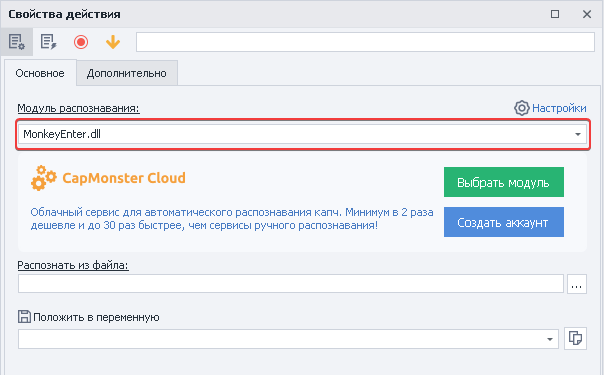 Свойства действия
Основное
Дополнительно
Модуль распознавания:
Настройки
MonkeyEnter.dll
CapMonster Cloud
Выбрать модуль
Облачный сервис для автоматического распознавания капч. Минимум в 2 раза
дешевле и до 30 раз быстрее, чем сервисы ручного распознавания!
Создать аккаунт
Распознать из файла:
...
Положить в переменную